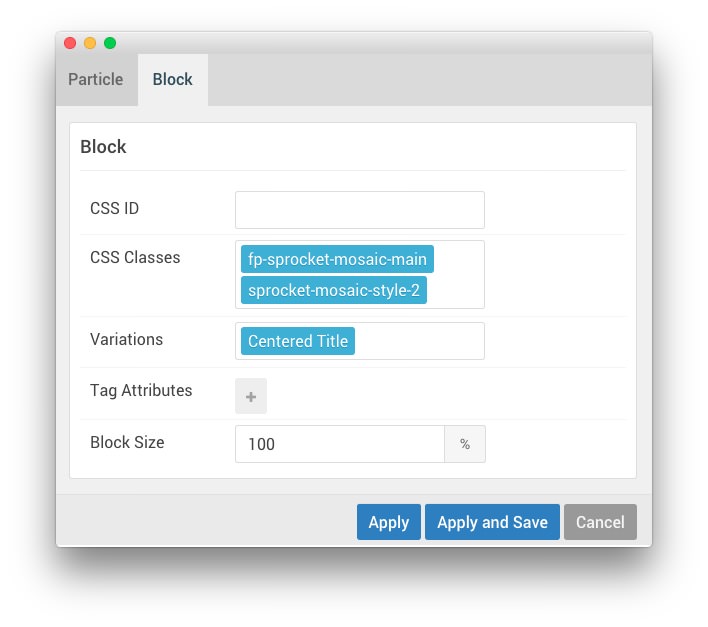 Particle Block
Block
CSS ID
CSS Classes
fp-sprocket-mosaic-main
sprocket-mosaic-style-2
Variations
Centered Title
Tag Attributes
+
Block Size
100 %
Apply Apply and Save Cancel